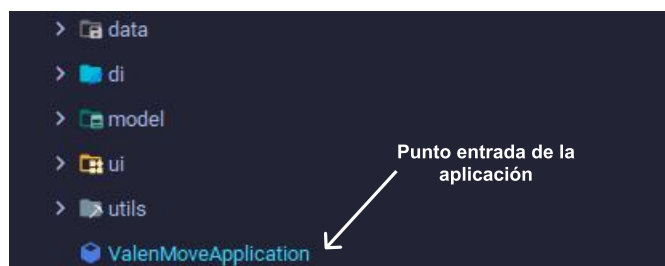 data
di
model
ui
Punto entrada de la
aplicación
utils
ValenMoveApplication